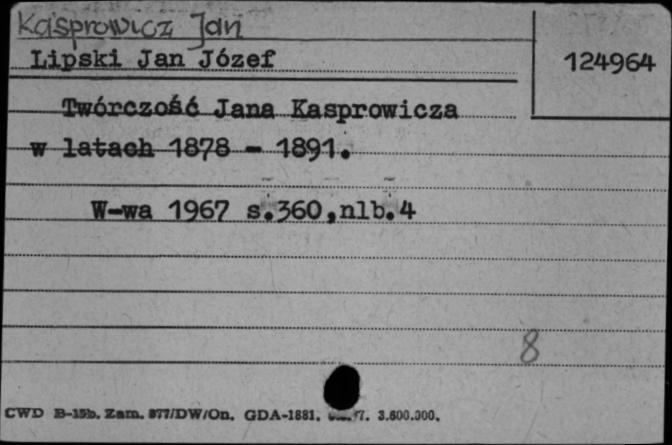 Kasprowicz Jan
Lipski Jan Józef
124964
Twórczość Jana Kasprowicza
w latach 1878 - 1891.
W-wa 1967 s.360,nlb.4
8
CWD B-15b. Zam. 877/DW/On. GDA-1881. 3.600.000.